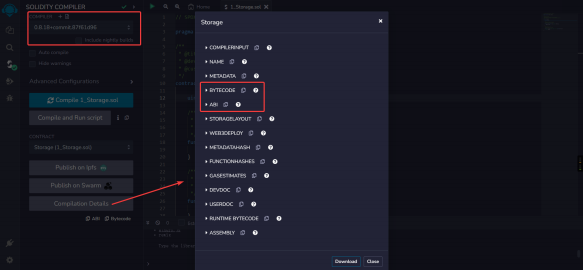 SOLIDITY COMPILER
COMPILER
0.8.18+commit.87f61d96
Include nightly builds
Auto compile
Hide warnings
Advanced Configurations
Compile 1_Storage.sol
Compile and Run script
CONTRACT
Storage (1_Storage.sol)
Publish on Ipfs
Publish on Swarm
Compilation Details
ABI
Bytecode
Home
1_Storage.sol
Storage
COMPILERINPUT
NAME
METADATA
BYTECODE
ABI
STORAGELAYOUT
WEB3DEPLOY
METADATAHASH
FUNCTIONHASHES
GASESTIMATES
DEVDOC
USERDOC
RUNTIME BYTECODE
ASSEMBLY
Download
Close